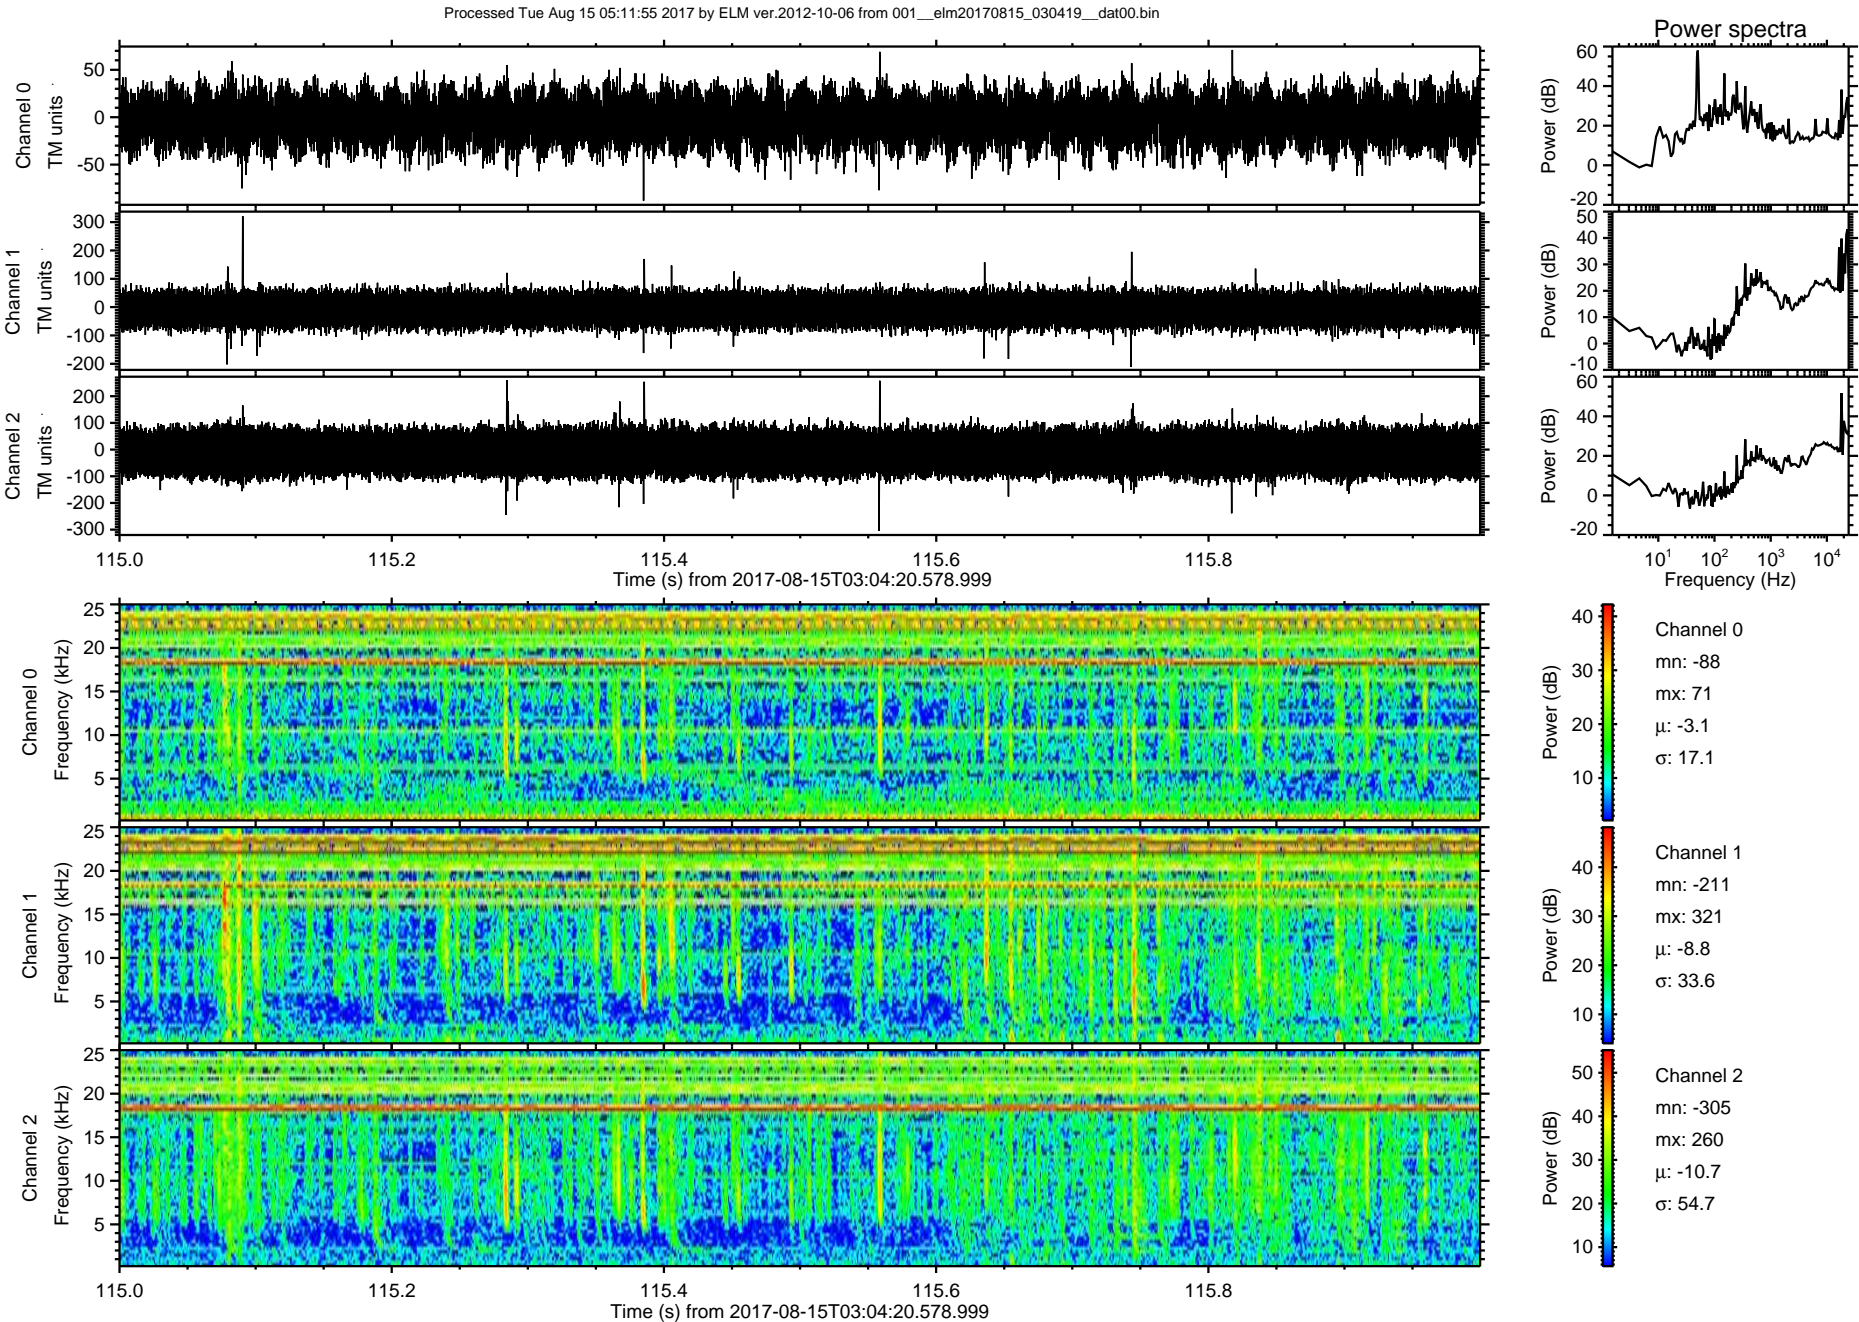 Processed Tue Aug 15 05:11:55 2017 by ELM ver.2012-10-06 from 001__elm20170815_030419__dat00.bin
Power spectra
Channel 0
TM units
50
0
-50
Power (dB)
60
40
20
0
-20
Channel 1
TM units
300
200
100
0
-100
-200
Power (dB)
50
40
30
20
10
0
-10
Channel 2
TM units
200
100
0
-100
-200
-300
Power (dB)
60
40
20
0
-20
115.0 115.2 115.4 115.6 115.8
Time (s) from 2017-08-15T03:04:20.578.999
10^1 10^2 10^3 10^4
Frequency (Hz)
Channel 0
Frequency (kHz)
25
20
15
10
5
Power (dB)
40
30
20
10
Channel 0
mn: -88
mx: 71
μ: -3.1
σ: 17.1
Channel 1
Frequency (kHz)
25
20
15
10
5
Power (dB)
40
30
20
10
Channel 1
mn: -211
mx: 321
μ: -8.8
σ: 33.6
Channel 2
Frequency (kHz)
25
20
15
10
5
Power (dB)
50
40
30
20
10
Channel 2
mn: -305
mx: 260
μ: -10.7
σ: 54.7
115.0 115.2 115.4 115.6 115.8
Time (s) from 2017-08-15T03:04:20.578.999